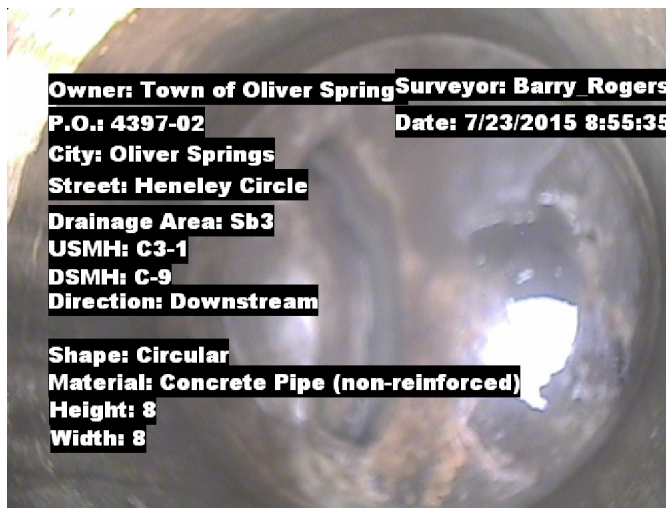 Owner: Town of Oliver Spring
Surveyor: Barry_Rogers
P.O.: 4397-02
Date: 7/23/2015 8:55:35
City: Oliver Springs
Street: Heneley Circle
Drainage Area: Sb3
USMH: C3-1
DSMH: C-9
Direction: Downstream
Shape: Circular
Material: Concrete Pipe (non-reinforced)
Height: 8
Width: 8